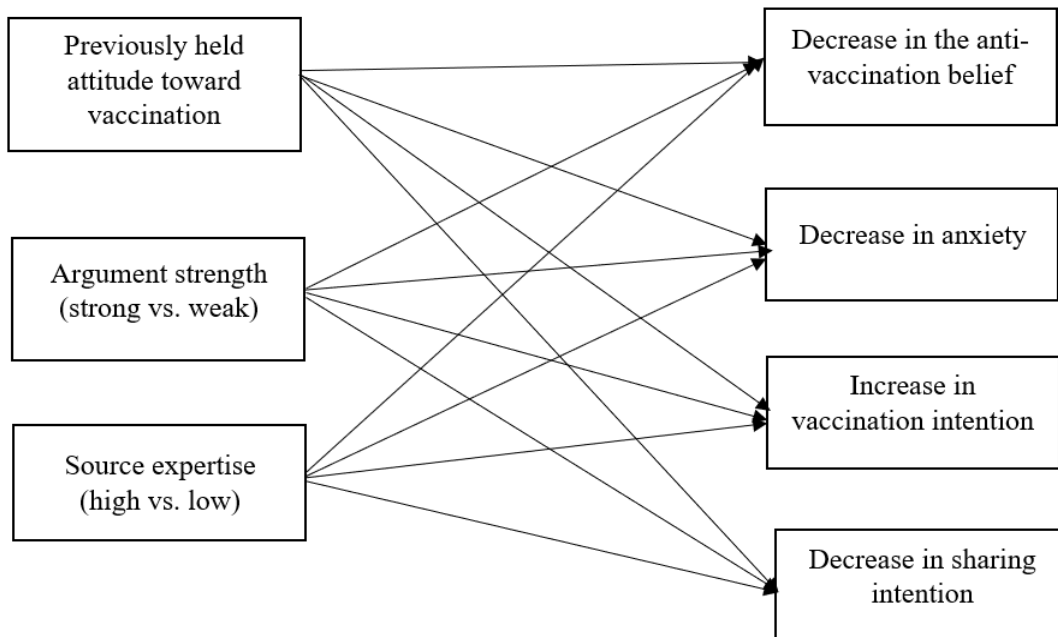 Previously held
attitude toward
vaccination
Argument strength
(strong vs. weak)
Source expertise
(high vs. low)
Decrease in the anti-
vaccination belief
Decrease in anxiety
Increase in
vaccination intention
Decrease in sharing
intention